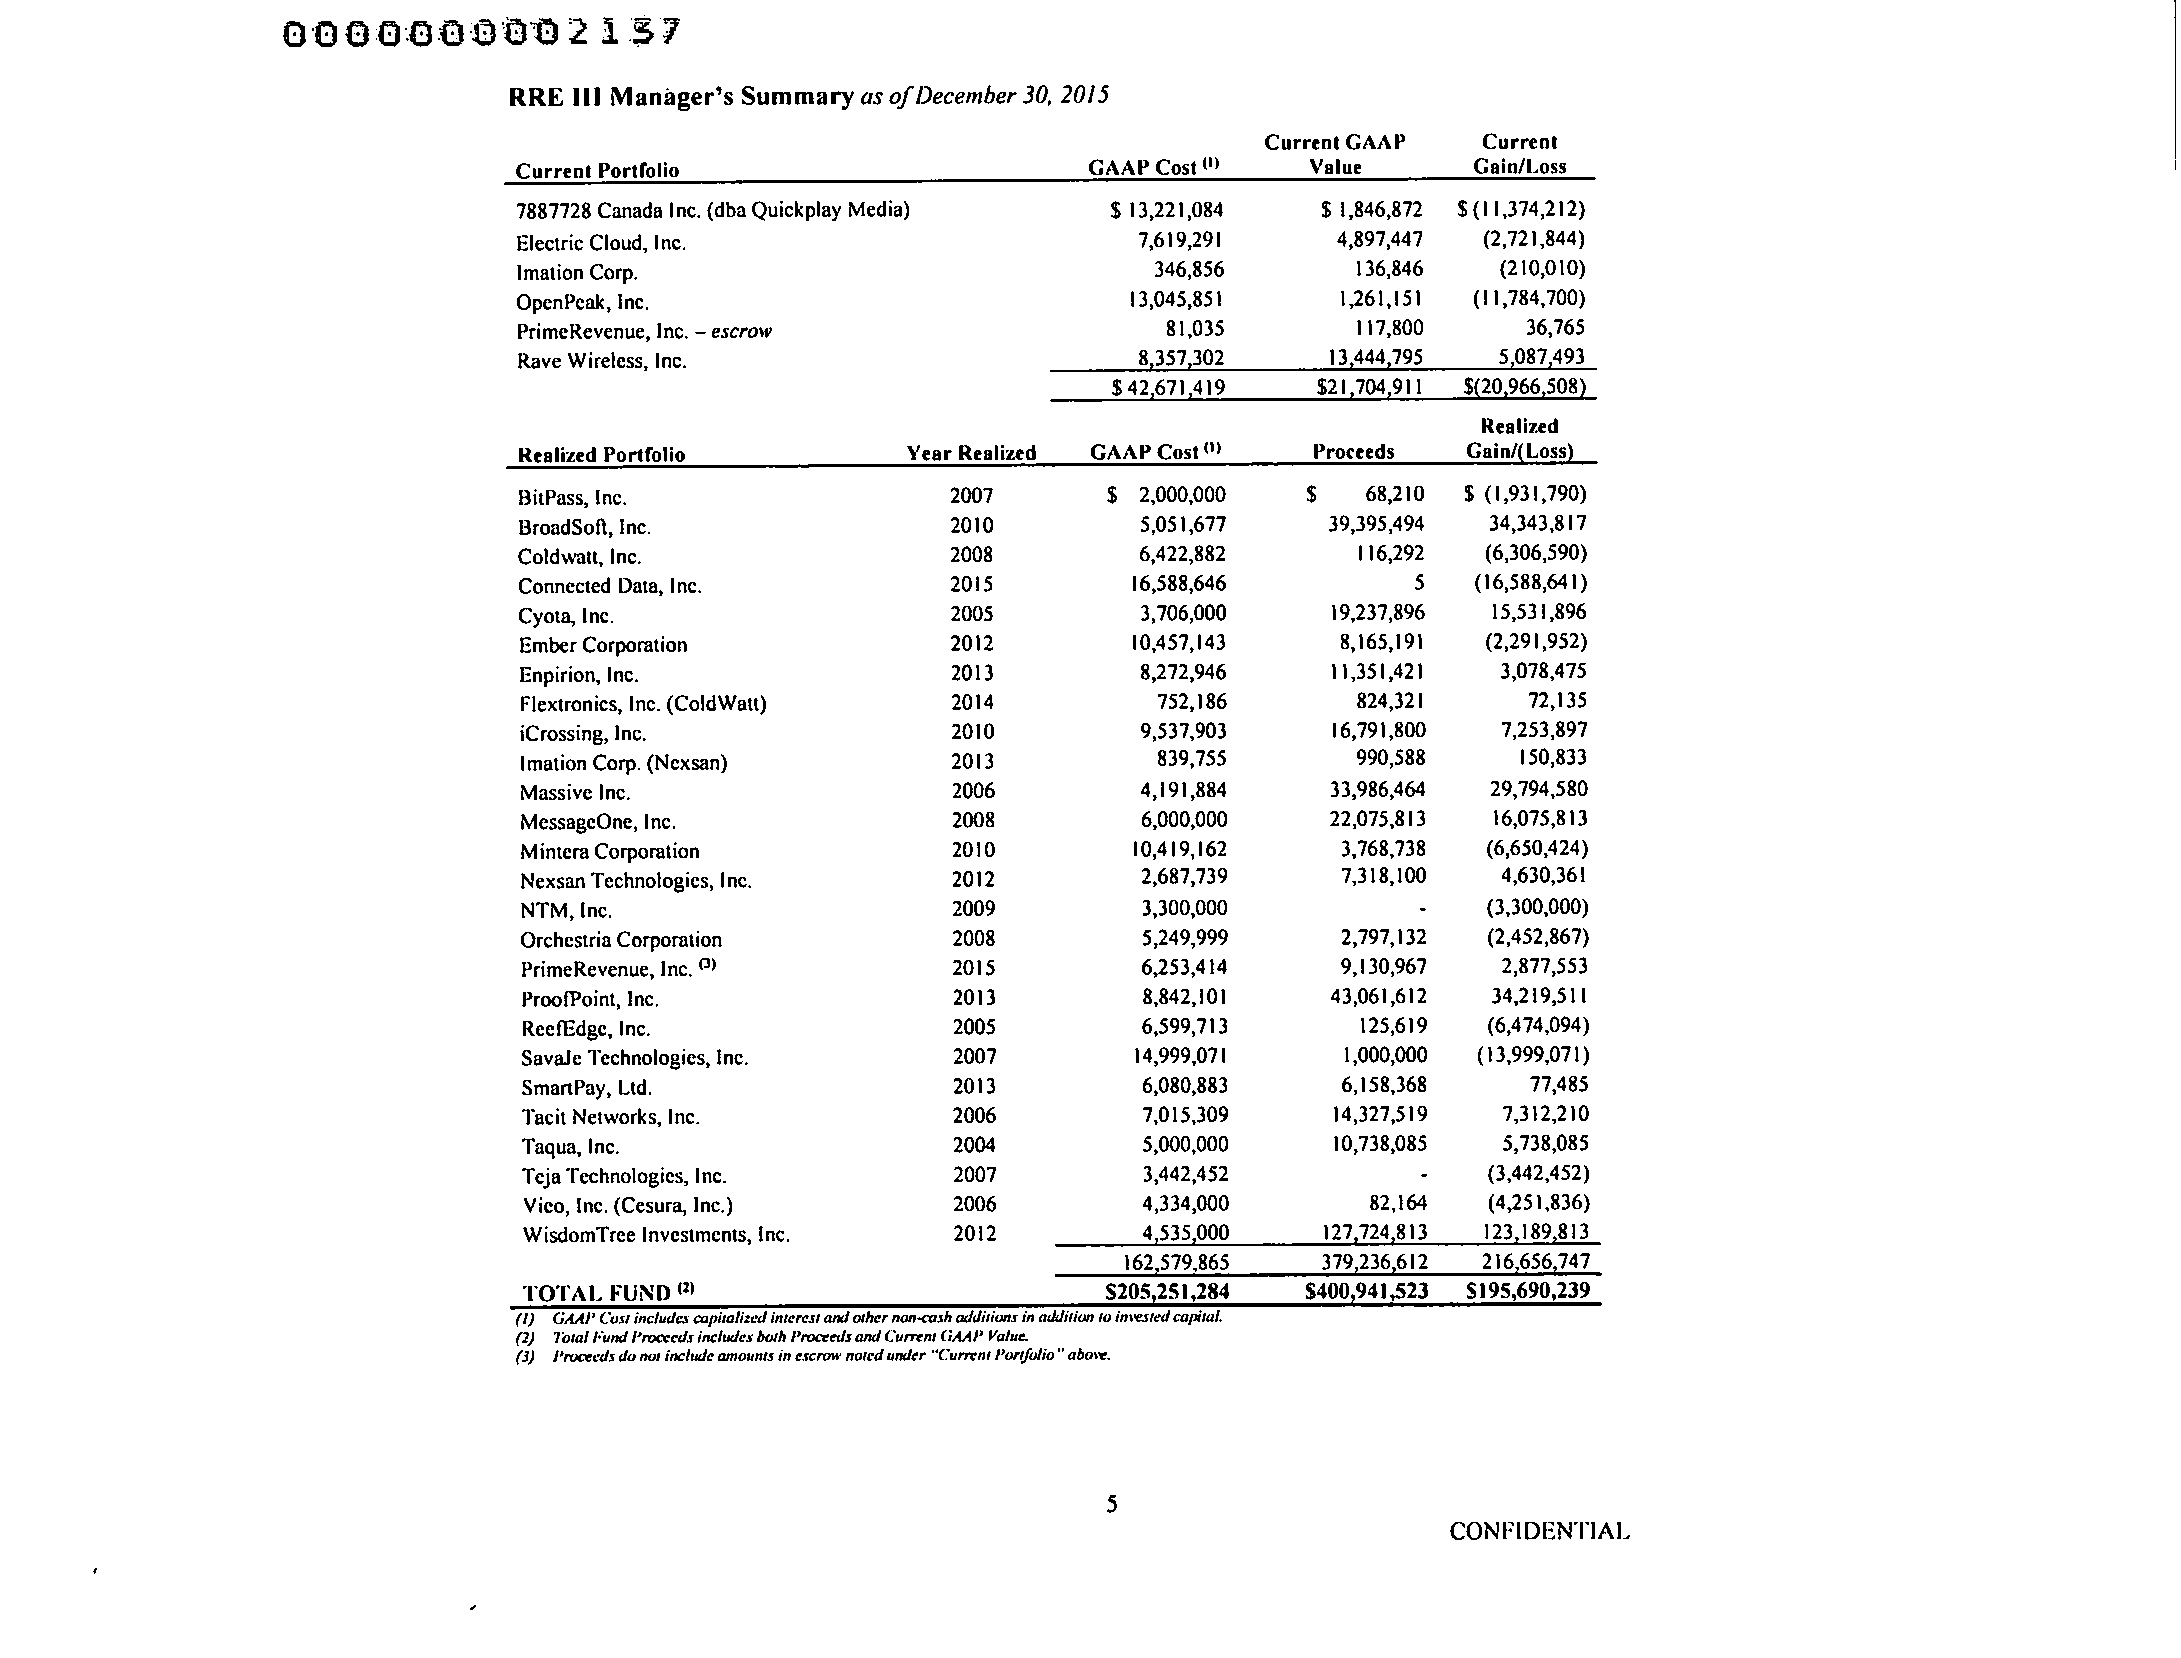 0000000002157
RRE III Manager's Summary as of December 30, 2015
Current GAAP Current
Current Portfolio GAAP Cost (1) Value Gain/Loss
7887728 Canada Inc. (dba Quickplay Media) $ 13,221,084 $ 1,846,872 $(11,374,212)
Electric Cloud, Inc. 7,619,291 4,897,447 (2,721,844)
Imation Corp. 346,856 136,846 (210,010)
OpenPeak, Inc. 13,045,851 1,261,151 (11,784,700)
PrimeRevenue, Inc. – escrow 81,035 117,800 36,765
Rave Wireless, Inc. 8,357,302 13,444,795 5,087,493
$ 42,671,419 $21,704,911 $(20,966,508)
Realized
Realized Portfolio Year Realized GAAP Cost (1) Proceeds Gain/(Loss)
BitPass, Inc. 2007 $ 2,000,000 $ 68,210 $ (1,931,790)
BroadSoft, Inc. 2010 5,051,677 39,395,494 34,343,817
Coldwatt, Inc. 2008 6,422,882 116,292 (6,306,590)
Connected Data, Inc. 2015 16,588,646 5 (16,588,641)
Cyota, Inc. 2005 3,706,000 19,237,896 15,531,896
Ember Corporation 2012 10,457,143 8,165,191 (2,291,952)
Enpirion, Inc. 2013 8,272,946 11,351,421 3,078,475
Flextronics, Inc. (ColdWatt) 2014 752,186 824,321 72,135
iCrossing, Inc. 2010 9,537,903 16,791,800 7,253,897
Imation Corp. (Nexsan) 2013 839,755 990,588 150,833
Massive Inc. 2006 4,191,884 33,986,464 29,794,580
MessageOne, Inc. 2008 6,000,000 22,075,813 16,075,813
Mintera Corporation 2010 10,419,162 3,768,738 (6,650,424)
Nexsan Technologies, Inc. 2012 2,687,739 7,318,100 4,630,361
NTM, Inc. 2009 3,300,000 - (3,300,000)
Orchestria Corporation 2008 5,249,999 2,797,132 (2,452,867)
PrimeRevenue, Inc. (3) 2015 6,253,414 9,130,967 2,877,553
ProofPoint, Inc. 2013 8,842,101 43,061,612 34,219,511
ReefEdge, Inc. 2005 6,599,713 125,619 (6,474,094)
SavaJe Technologies, Inc. 2007 14,999,071 1,000,000 (13,999,071)
SmartPay, Ltd. 2013 6,080,883 6,158,368 77,485
Tacit Networks, Inc. 2006 7,015,309 14,327,519 7,312,210
Taqua, Inc. 2004 5,000,000 10,738,085 5,738,085
Teja Technologies, Inc. 2007 3,442,452 - (3,442,452)
Vieo, Inc. (Cesura, Inc.) 2006 4,334,000 82,164 (4,251,836)
WisdomTree Investments, Inc. 2012 4,535,000 127,724,813 123,189,813
162,579,865 379,236,612 216,656,747
TOTAL FUND (2) $205,251,284 $400,941,523 $195,690,239
(1) GAAP Cost includes capitalized interest and other non-cash additions in addition to invested capital.
(2) Total Fund Proceeds includes both Proceeds and Current GAAP Value.
(3) Proceeds do not include amounts in escrow noted under "Current Portfolio" above.
5
CONFIDENTIAL